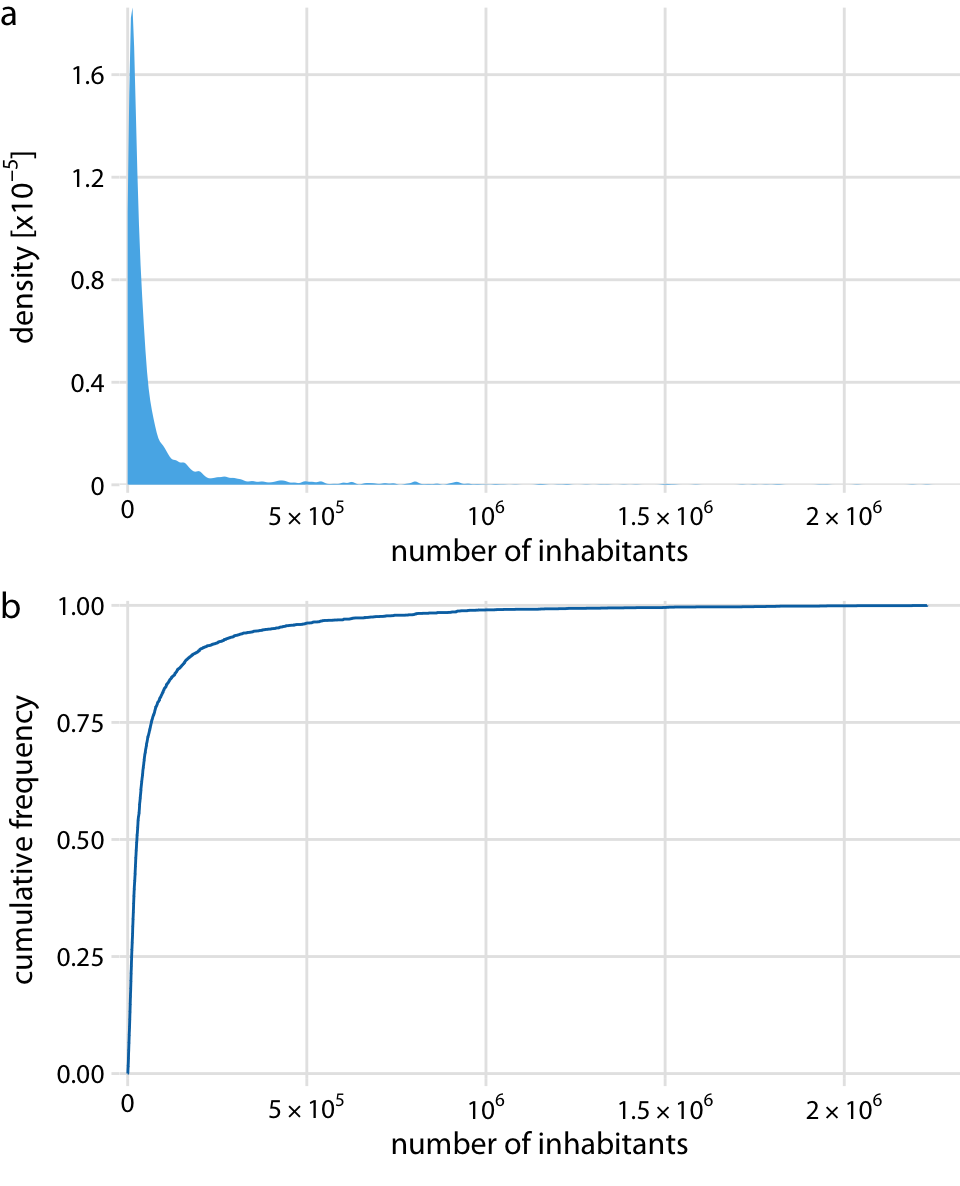 a
density [x10⁻⁵]
1.6
1.2
0.8
0.4
0
0
5 × 10⁵
10⁶
1.5 × 10⁶
2 × 10⁶
number of inhabitants
b
cumulative frequency
1.00
0.75
0.50
0.25
0.00
0
5 × 10⁵
10⁶
1.5 × 10⁶
2 × 10⁶
number of inhabitants